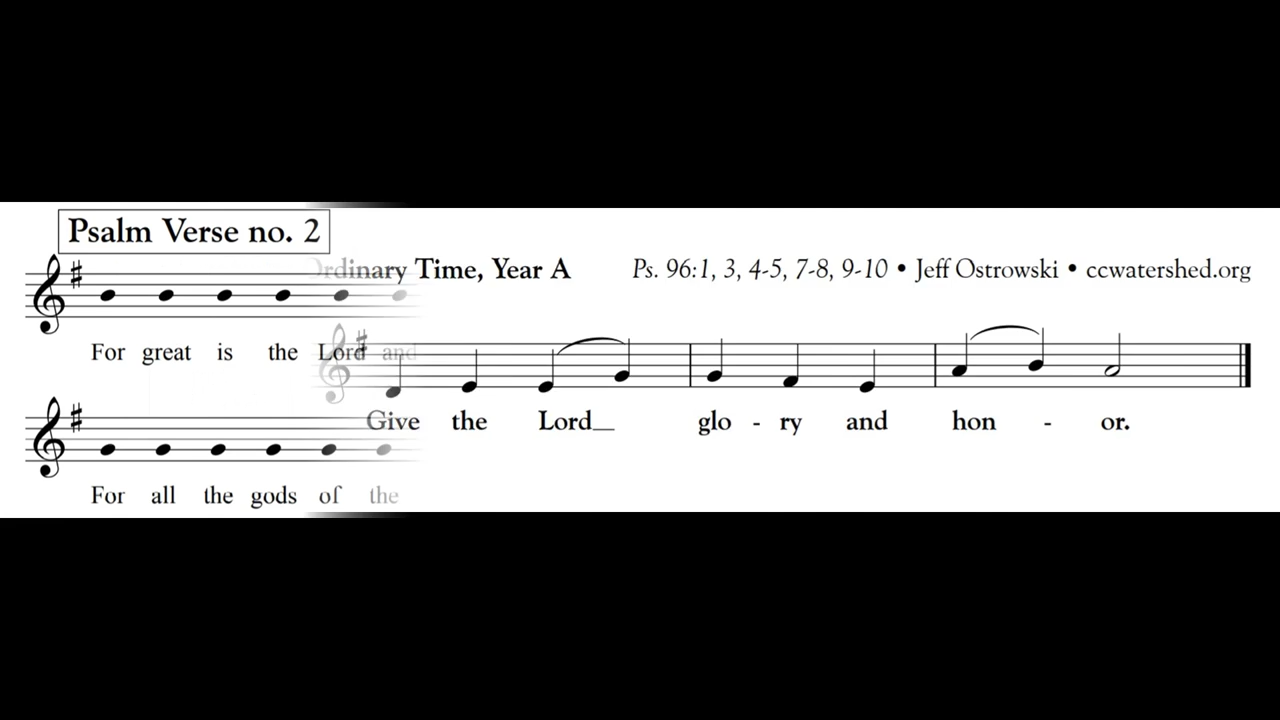 Psalm Verse no. 2
Ordinary Time, Year A Ps. 96:1, 3, 4-5, 7-8, 9-10 • Jeff Ostrowski • ccwatershed.org
For great is the Lord and
Give the Lord__ glo - ry and hon - or.
For all the gods of the